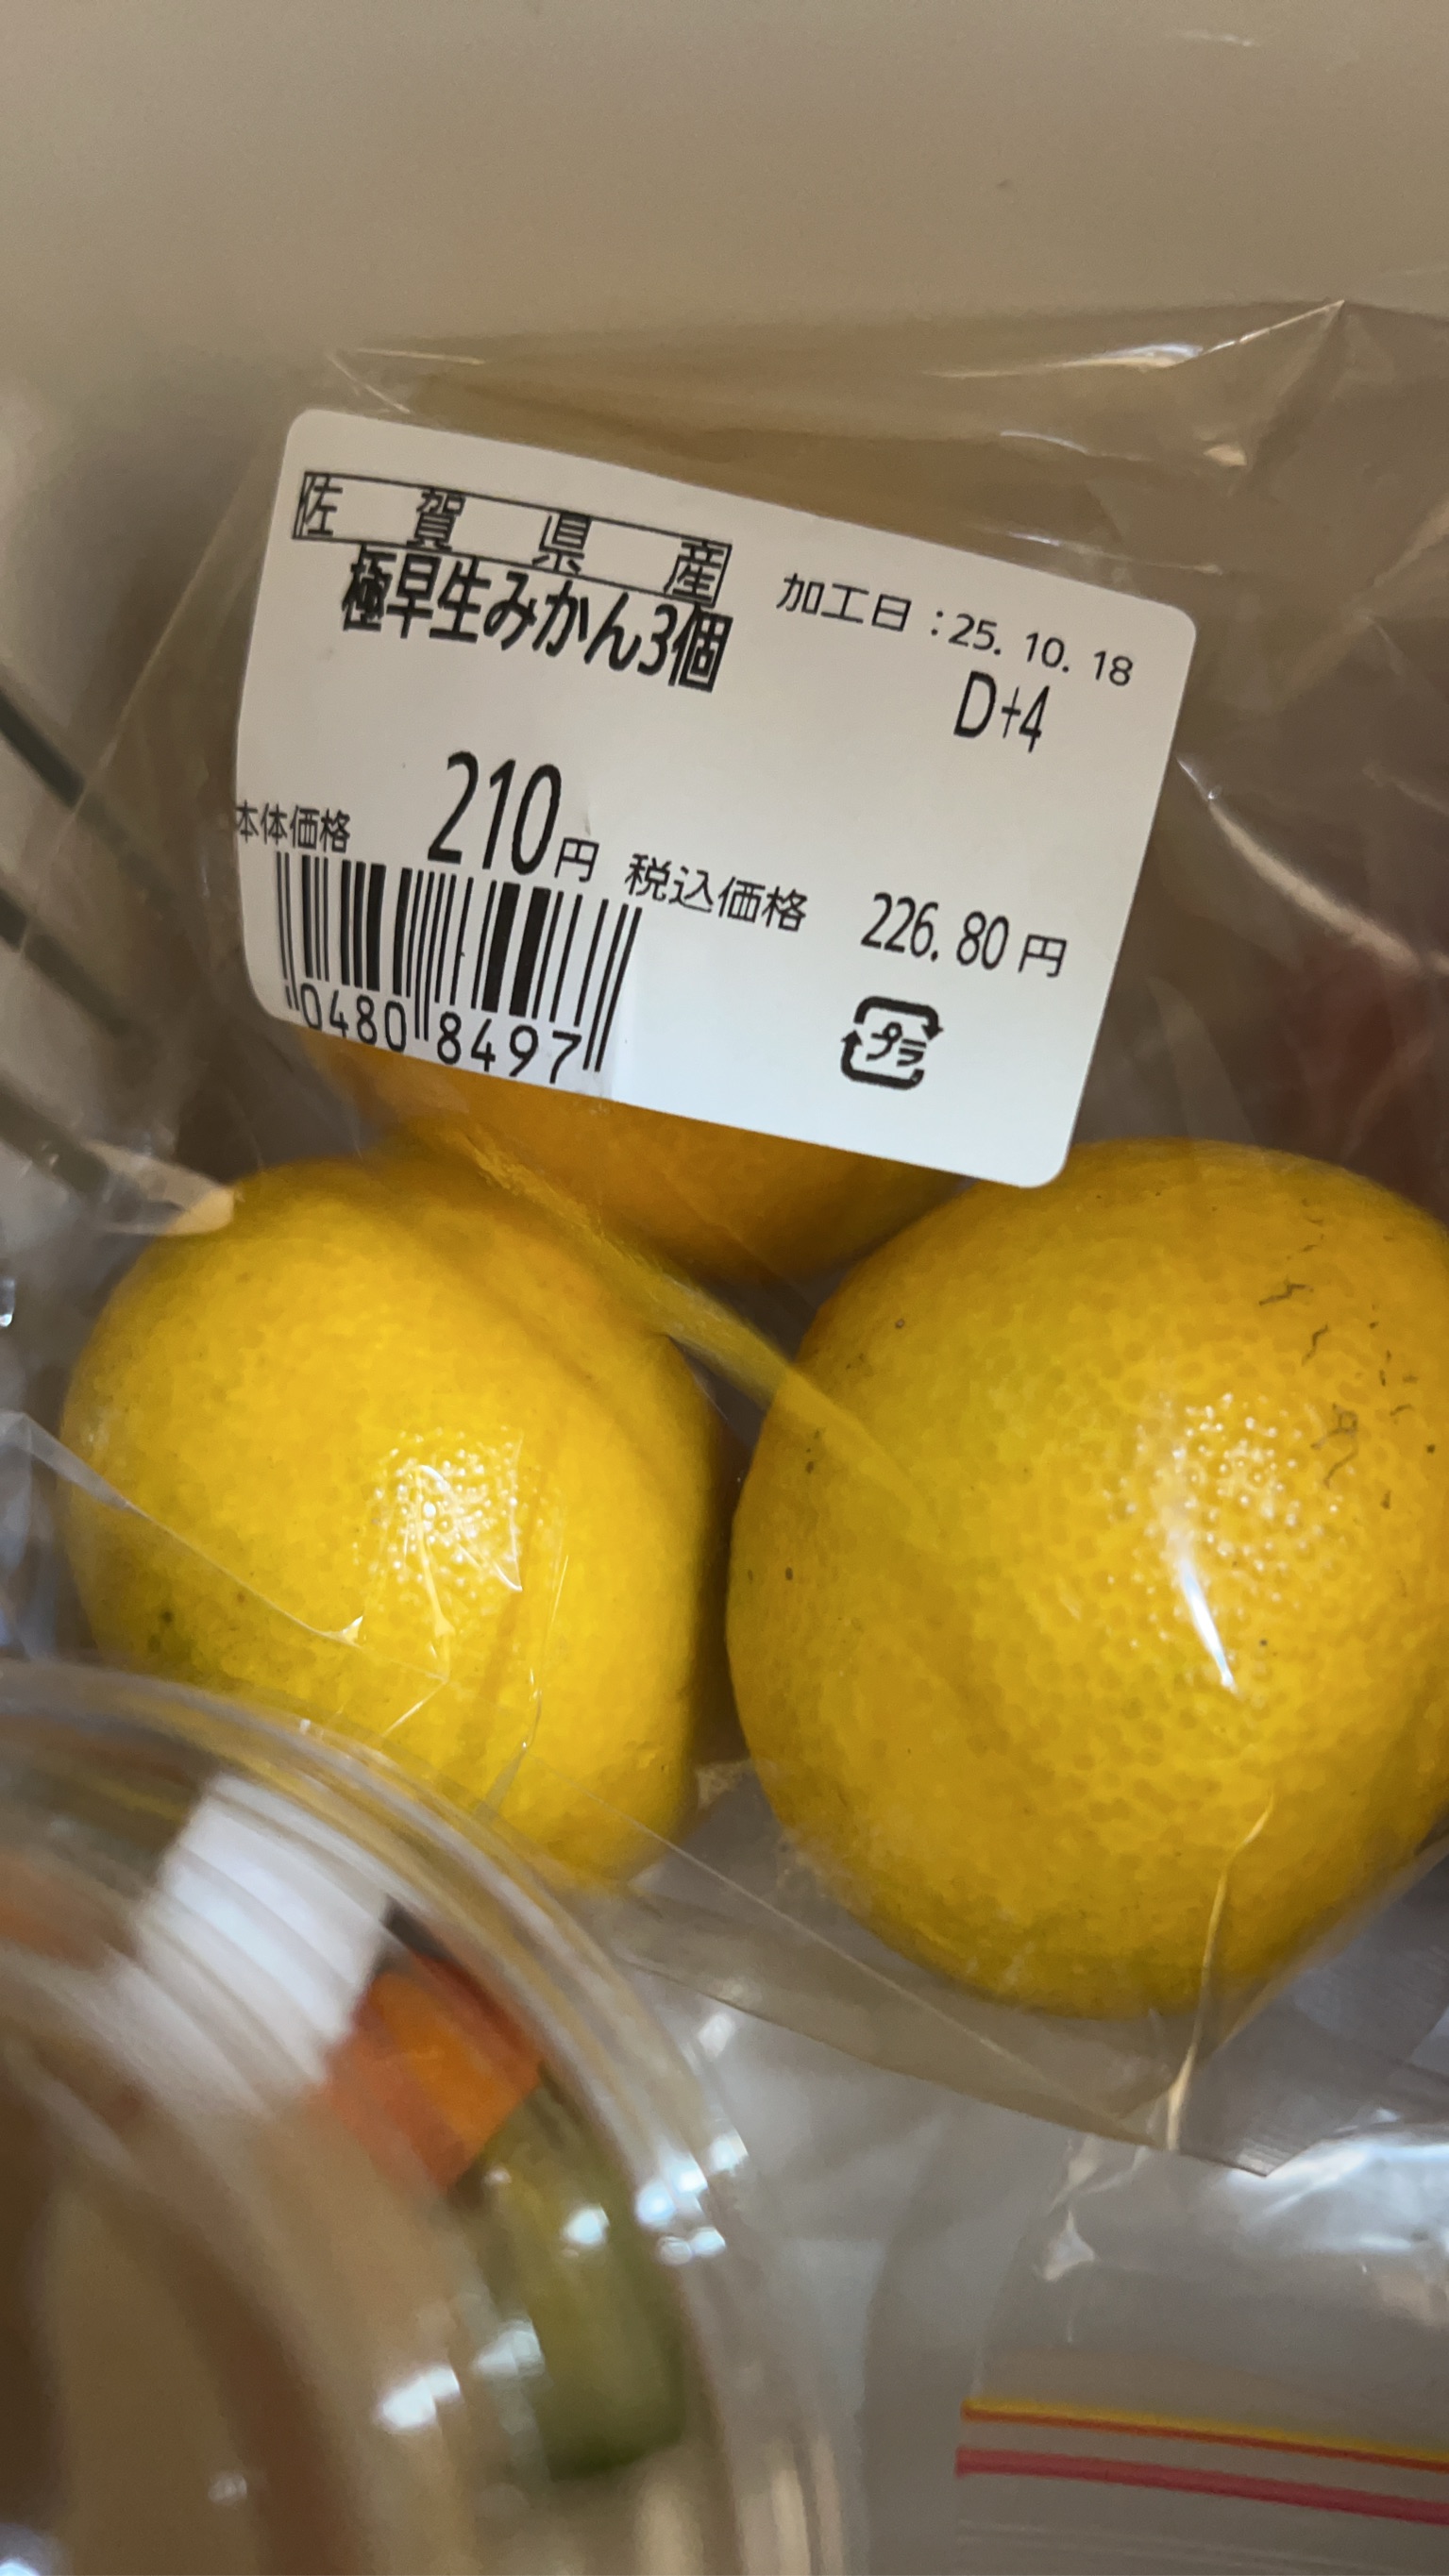 佐賀県産
極早生みかん3個
加工日:25.10.18
D+4
本体価格 210円 税込価格 226.80円
0480 8497
プラ